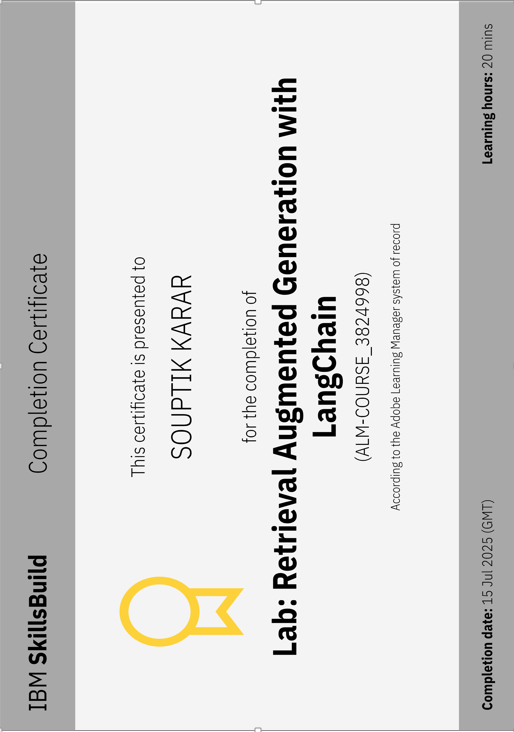 IBM SkillsBuild
Completion Certificate
This certificate is presented to
SOUPTIK KARAR
for the completion of
Lab: Retrieval Augmented Generation with
LangChain
(ALM-COURSE_3824998)
According to the Adobe Learning Manager system of record
Completion date: 15 Jul 2025 (GMT)
Learning hours: 20 mins